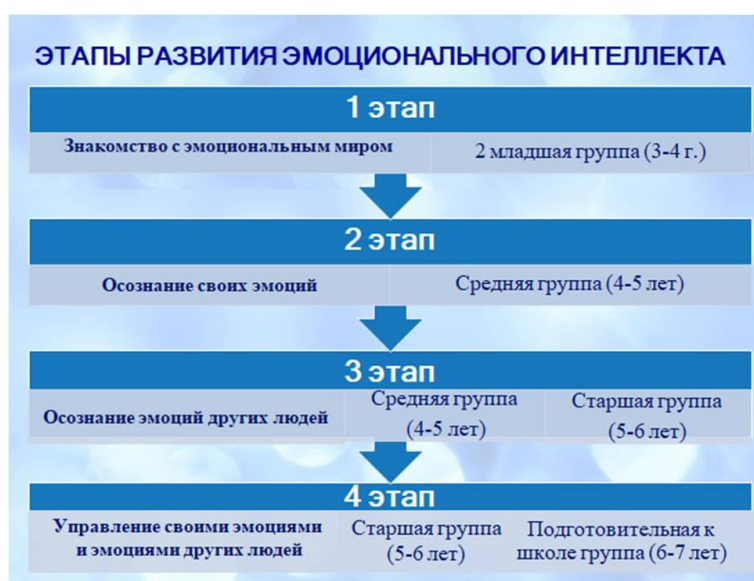 ЭТАПЫ РАЗВИТИЯ ЭМОЦИОНАЛЬНОГО ИНТЕЛЛЕКТА
1 этап
Знакомство с эмоциональным миром
2 младшая группа (3-4 г.)
2 этап
Осознание своих эмоций
Средняя группа (4-5 лет)
3 этап
Осознание эмоций других людей
Средняя группа
(4-5 лет)
Старшая группа
(5-6 лет)
4 этап
Управление своими эмоциями
и эмоциями других людей
Старшая группа
(5-6 лет)
Подготовительная к
школе группа (6-7 лет)